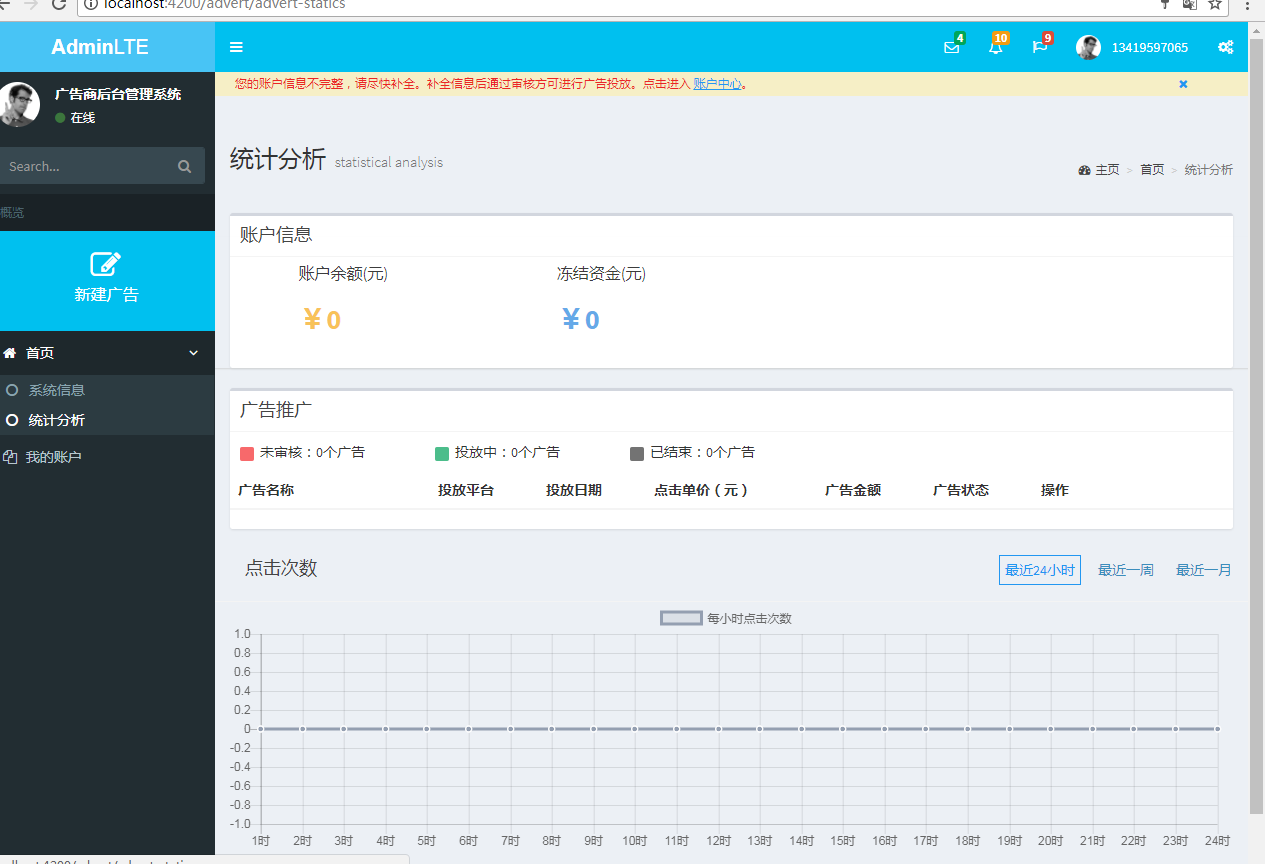 localhost:4200/advert/advert-statics
AdminLTE
4
10
9
13419597065
广告商后台管理系统
在线
您的账户信息不完整，请尽快补全。补全信息后通过审核方可进行广告投放。点击进入 账户中心。
Search...
概览
新建广告
首页
系统信息
统计分析
我的账户
统计分析 statistical analysis
主页 > 首页 > 统计分析
账户信息
账户余额(元) 冻结资金(元)
￥0 ￥0
广告推广
未审核：0个广告 投放中：0个广告 已结束：0个广告
广告名称 投放平台 投放日期 点击单价（元） 广告金额 广告状态 操作
点击次数 最近24小时 最近一周 最近一月
每小时点击次数
1.0
0.8
0.6
0.4
0.2
0
-0.2
-0.4
-0.6
-0.8
-1.0
1时 2时 3时 4时 5时 6时 7时 8时 9时 10时 11时 12时 13时 14时 15时 16时 17时 18时 19时 20时 21时 22时 23时 24时